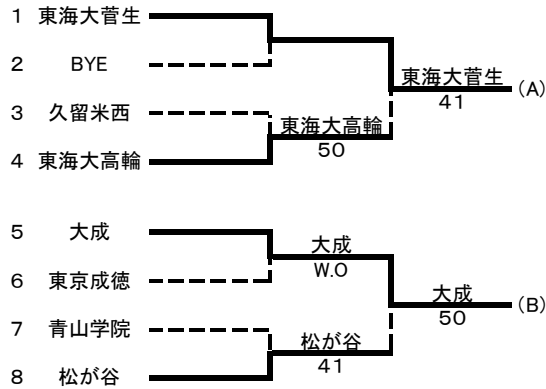 1 東海大菅生
2 BYE
東海大菅生 (A)
41
3 久留米西
東海大高輪
50
4 東海大高輪
5 大成
大成
W.O
6 東京成徳
大成 (B)
50
7 青山学院
松が谷
41
8 松が谷